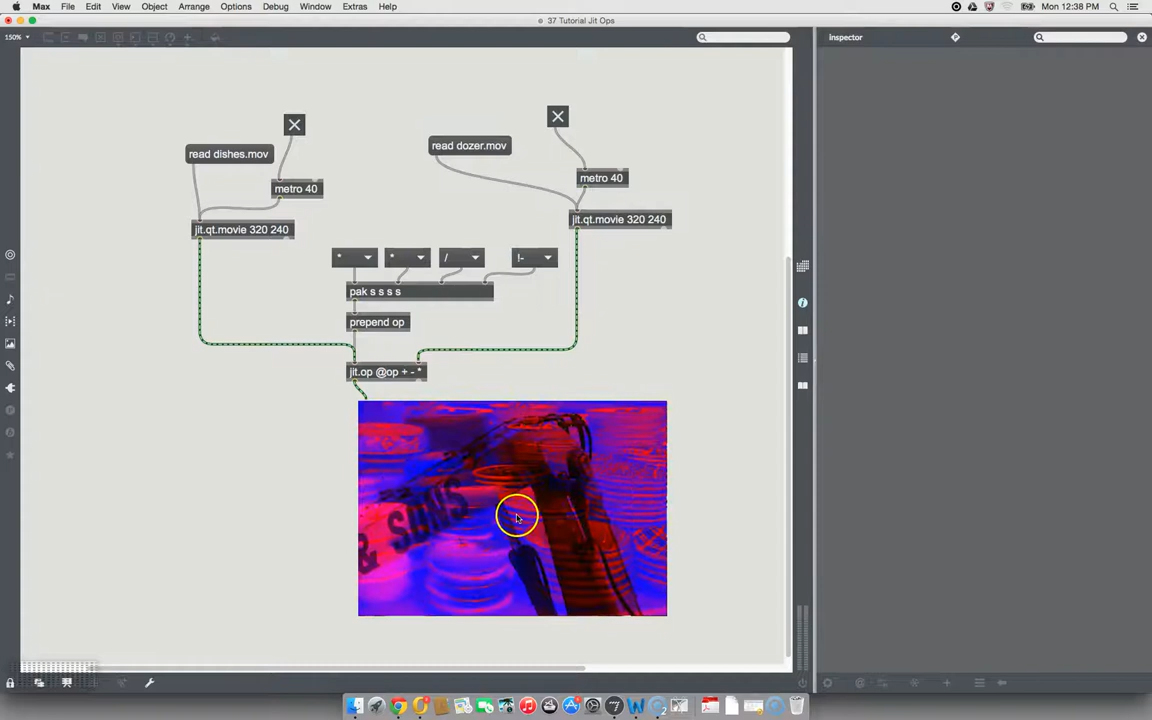 Max File Edit View Object Arrange Options Debug Window Extras Help
Mon 12:38 PM
37 Tutorial Jit Ops
150%
Inspector
read dishes.mov
read dozer.mov
metro 40
metro 40
jit.qt.movie 320 240
jit.qt.movie 320 240
* * / !-
pak s s s s
prepend op
jit.op @op + - *
& SONS